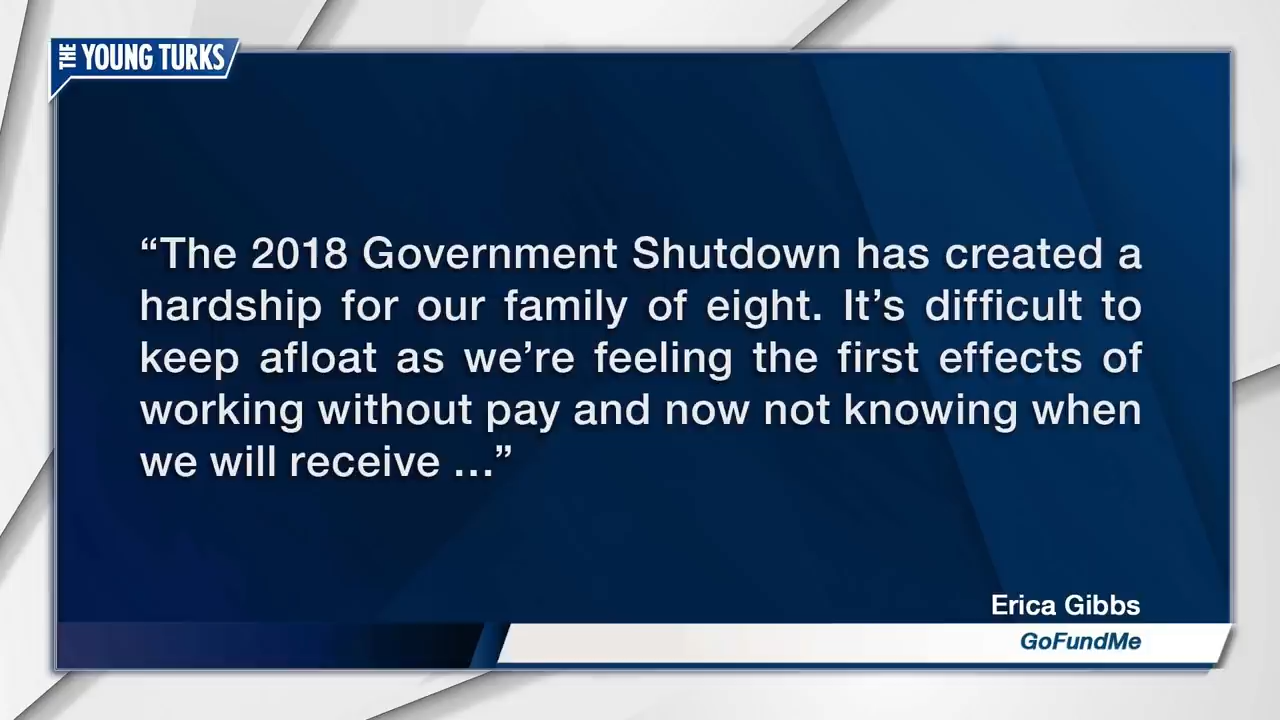 THE YOUNG TURKS
“The 2018 Government Shutdown has created a
hardship for our family of eight. It’s difficult to
keep afloat as we’re feeling the first effects of
working without pay and now not knowing when
we will receive ...”
Erica Gibbs
GoFundMe